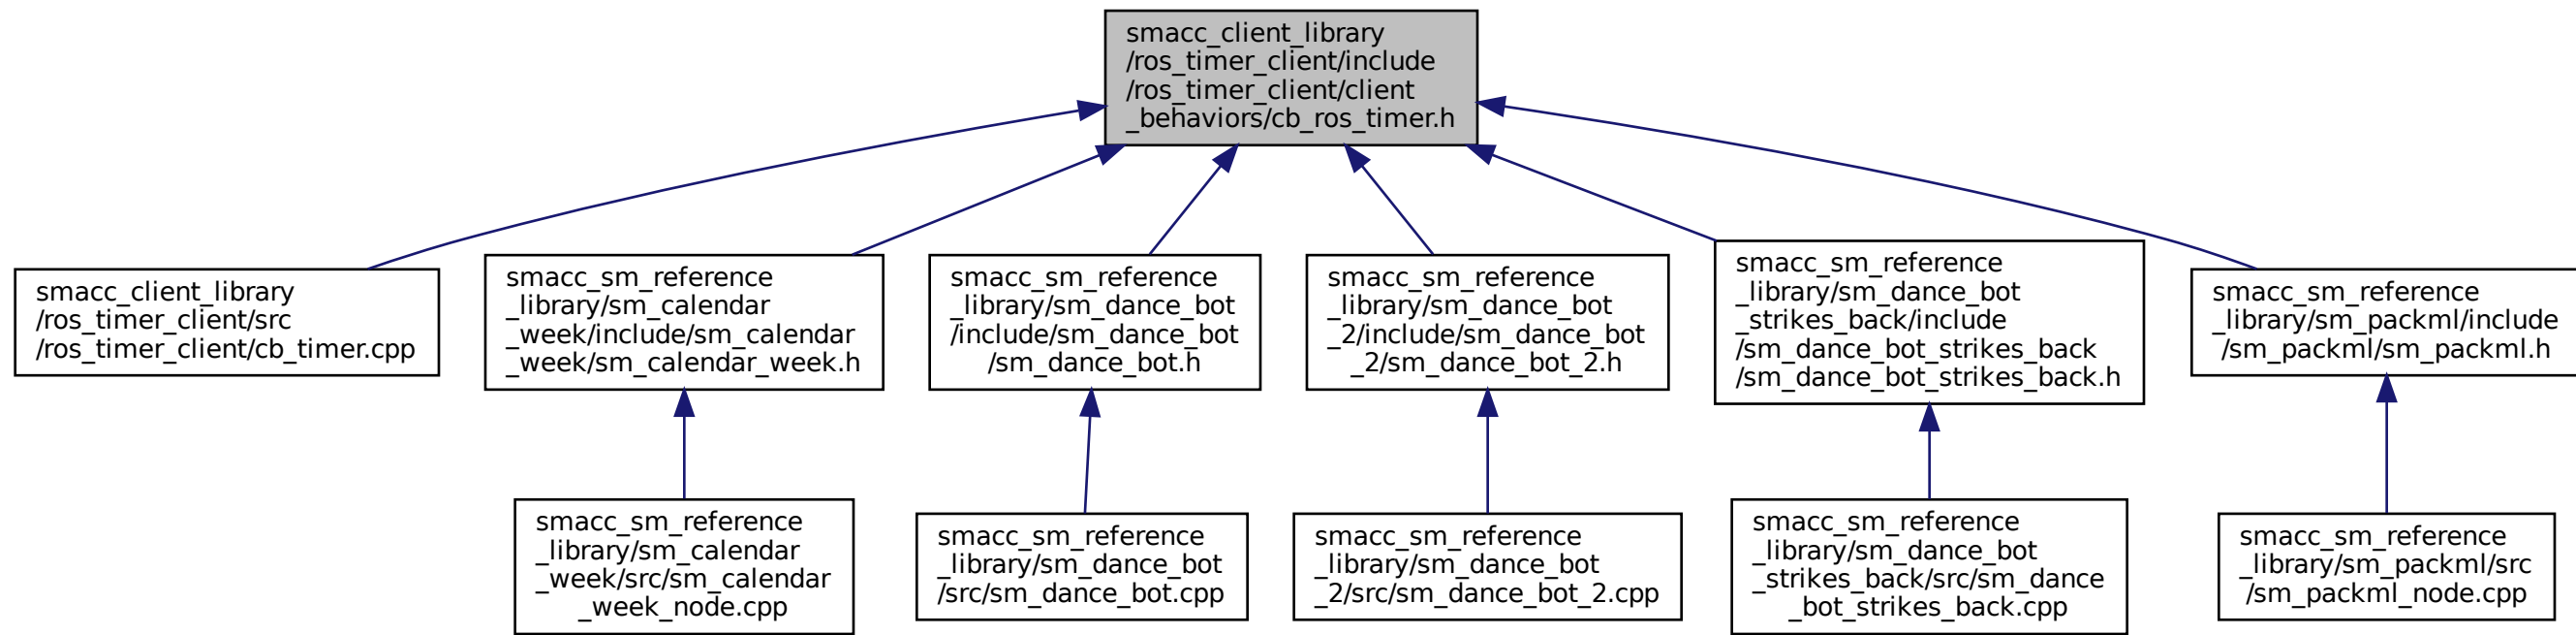 smacc_client_library
/ros_timer_client/include
/ros_timer_client/client
_behaviors/cb_ros_timer.h
smacc_client_library
/ros_timer_client/src
/ros_timer_client/cb_timer.cpp
smacc_sm_reference
_library/sm_calendar
_week/include/sm_calendar
_week/sm_calendar_week.h
smacc_sm_reference
_library/sm_dance_bot
/include/sm_dance_bot
/sm_dance_bot.h
smacc_sm_reference
_library/sm_dance_bot
_2/include/sm_dance_bot
_2/sm_dance_bot_2.h
smacc_sm_reference
_library/sm_dance_bot
_strikes_back/include
/sm_dance_bot_strikes_back
/sm_dance_bot_strikes_back.h
smacc_sm_reference
_library/sm_packml/include
/sm_packml/sm_packml.h
smacc_sm_reference
_library/sm_calendar
_week/src/sm_calendar
_week_node.cpp
smacc_sm_reference
_library/sm_dance_bot
/src/sm_dance_bot.cpp
smacc_sm_reference
_library/sm_dance_bot
_2/src/sm_dance_bot_2.cpp
smacc_sm_reference
_library/sm_dance_bot
_strikes_back/src/sm_dance
_bot_strikes_back.cpp
smacc_sm_reference
_library/sm_packml/src
/sm_packml_node.cpp